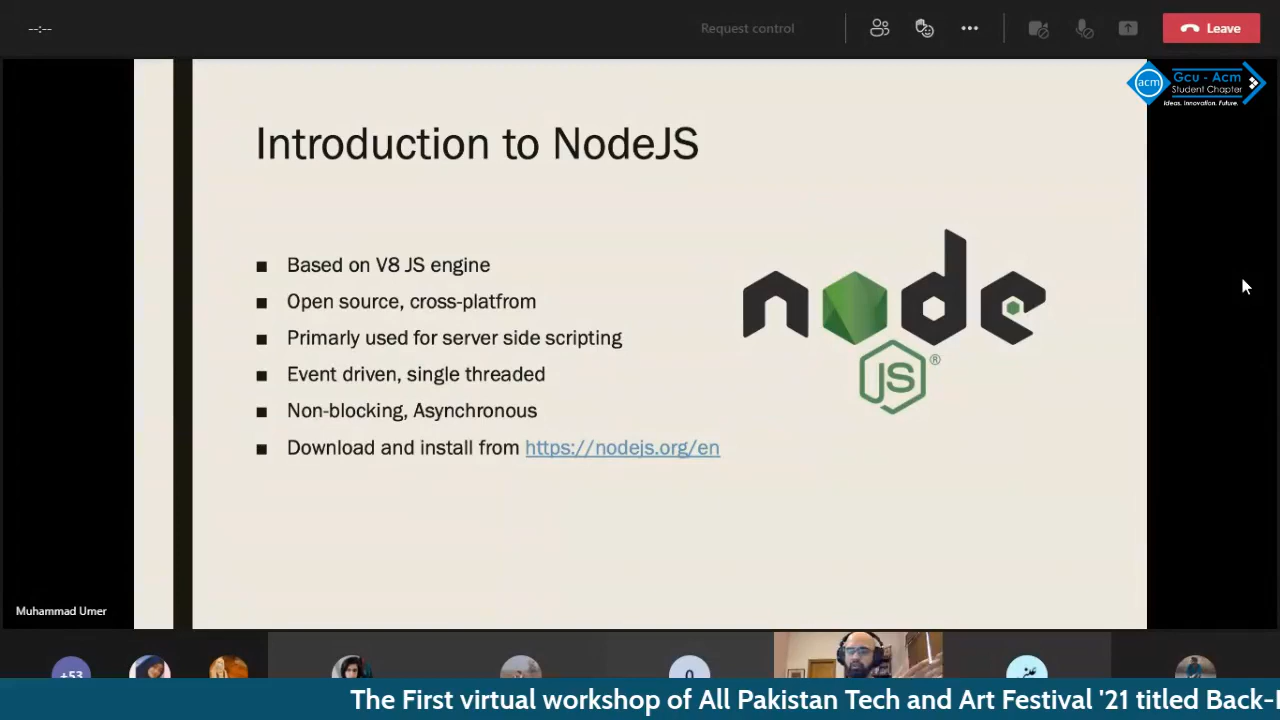 --:--
Request control
Leave
acm
Gcu - Acm
Student Chapter
Ideas. Innovation. Future.
Introduction to NodeJS
Based on V8 JS engine
Open source, cross-platfrom
Primarly used for server side scripting
Event driven, single threaded
Non-blocking, Asynchronous
Download and install from https://nodejs.org/en
node
JS®
Muhammad Umer
+53
The First virtual workshop of All Pakistan Tech and Art Festival '21 titled Back-